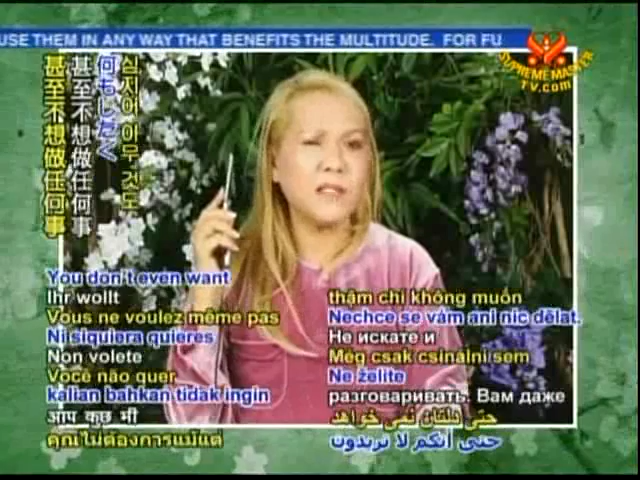 USE THEM IN ANY WAY THAT BENEFITS THE MULTITUDE. FOR FU
SUPREME MASTER
TV.com
심지어 아무 것도
何もしたく
甚至不想做任何事
甚至不想做任何事
You don't even want
Ihr wollt
Vous ne voulez même pas
Ni siquiera quieres
Non volete
Você não quer
kalian bahkan tidak ingin
आप कुछ भी
คุณไม่ต้องการแม้แต่
thậm chí không muốn
Nechce se vám ani nic dělat.
Не искате и
Még csak csinálni sem
Ne želite
разговаривать. Вам даже
حتی دلتان نمی خواهد
حتى أنكم لا تريدون